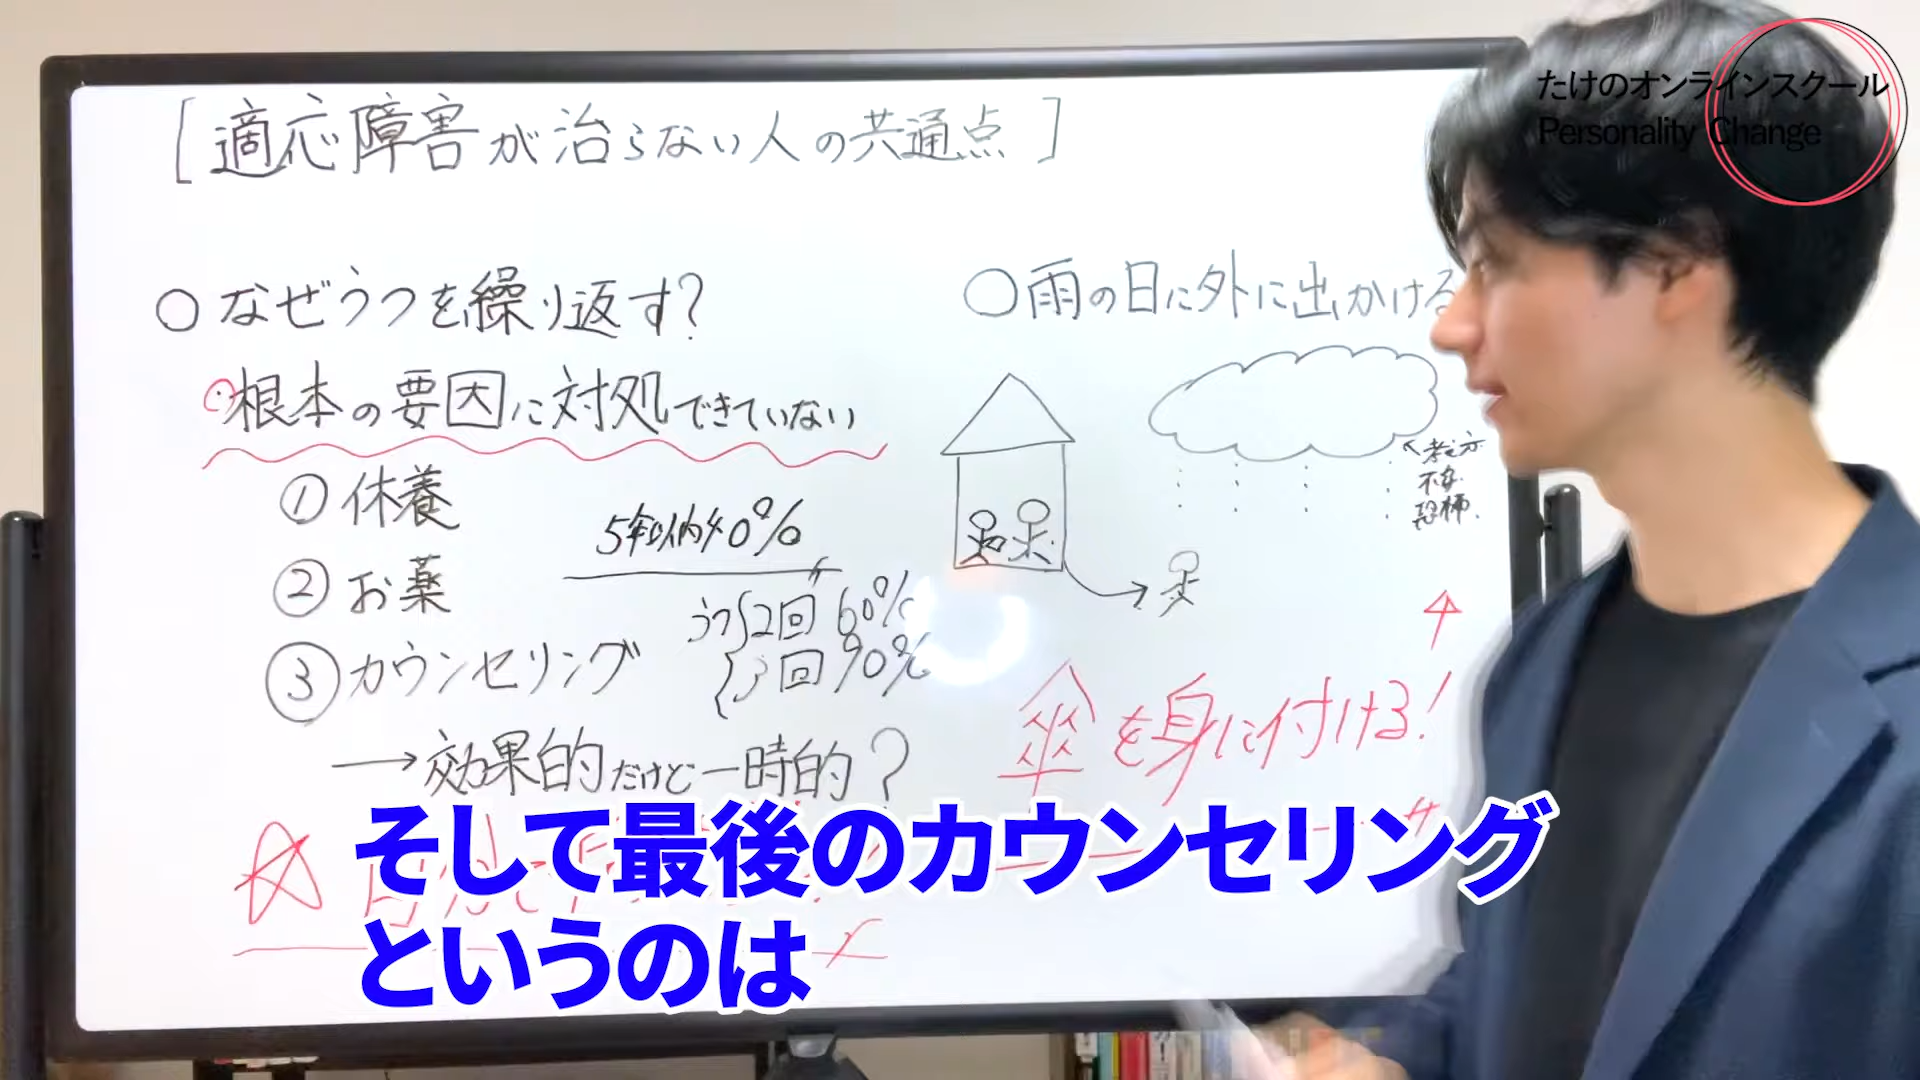 たけのオンラインスクール
Personality Change
[適応障害が治らない人の共通点]
○なぜうつを繰り返す?
根本の要因に対処できていない
①休養
②お薬
③カウンセリング
5年以内40%
うつ2回 60%
3回 90%
→効果的だけど一時的?
○雨の日に外に出かける
考え方
不安
恐怖
傘を身に付ける!
そして最後のカウンセリング
というのは